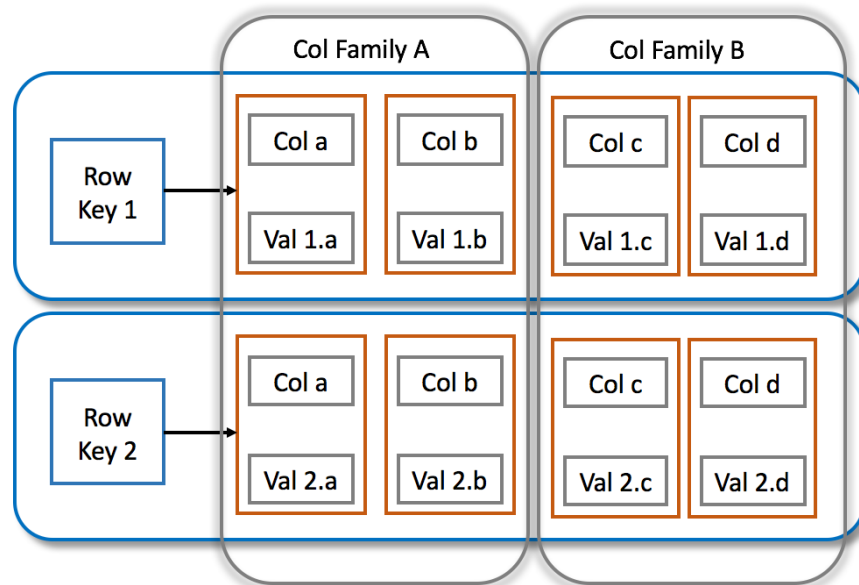 Col Family A
Col Family B
Row
Key 1
Col a
Col b
Col c
Col d
Val 1.a
Val 1.b
Val 1.c
Val 1.d
Row
Key 2
Col a
Col b
Col c
Col d
Val 2.a
Val 2.b
Val 2.c
Val 2.d